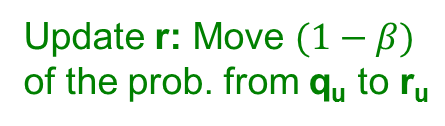 Update r: Move (1 − β)
of the prob. from qᵤ to rᵤ